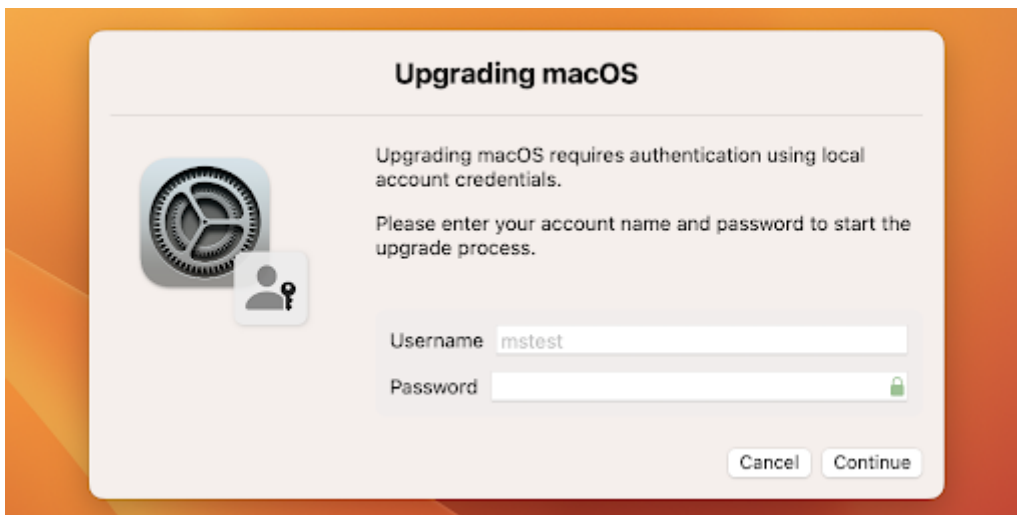 Upgrading macOS
Upgrading macOS requires authentication using local
account credentials.
Please enter your account name and password to start the
upgrade process.
Username mstest
Password
Cancel Continue